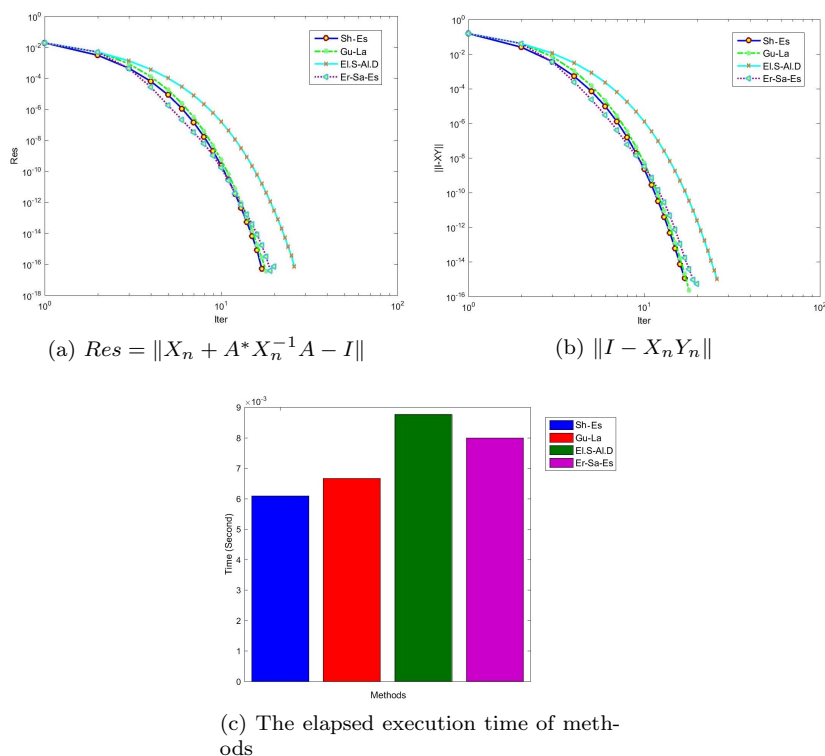 10^0
10^-2
10^-4
10^-6
10^-8
10^-10
10^-12
10^-14
10^-16
10^-18
Res
10^0
10^1
10^2
Iter
Sh-Es
Gu-La
El.S-Al.D
Er-Sa-Es
(a) Res = ‖X_n + A*X_n^{-1}A − I‖
10^0
10^-2
10^-4
10^-6
10^-8
10^-10
10^-12
10^-14
10^-16
||I-XY||
10^0
10^1
10^2
Iter
Sh-Es
Gu-La
El.S-Al.D
Er-Sa-Es
(b) ‖I − X_nY_n‖
×10^-3
9
8
7
6
5
4
3
2
1
0
Time (Second)
Methods
Sh-Es
Gu-La
El.S-Al.D
Er-Sa-Es
(c) The elapsed execution time of meth-
ods